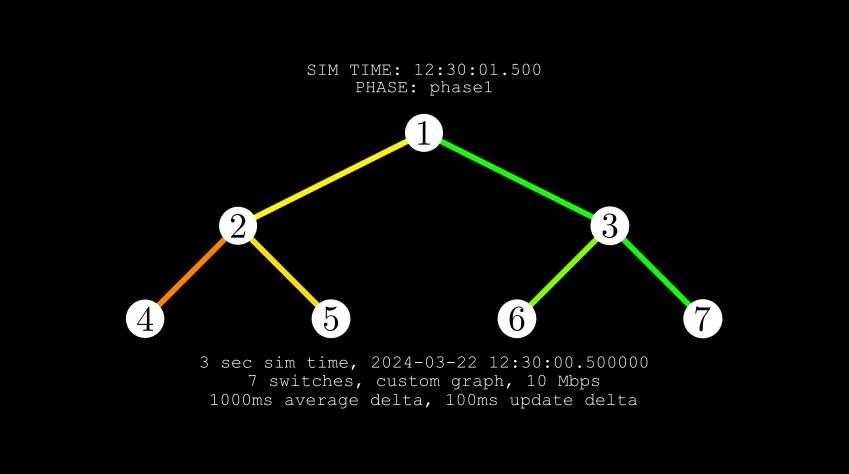 SIM TIME: 12:30:01.500
PHASE: phase1
1
2
3
4
5
6
7
3 sec sim time, 2024-03-22 12:30:00.500000
7 switches, custom graph, 10 Mbps
1000ms average delta, 100ms update delta